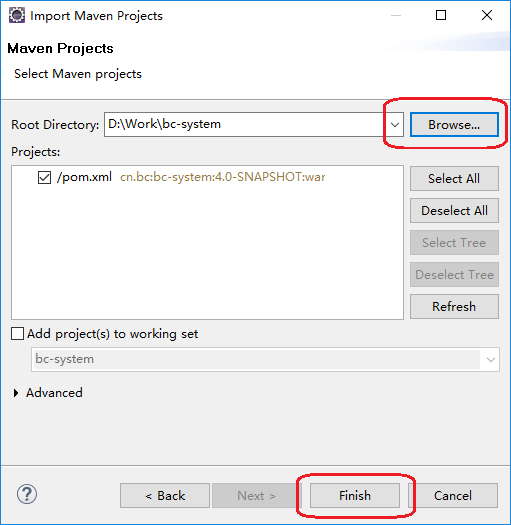 Import Maven Projects
Maven Projects
Select Maven projects
Root Directory: D:\Work\bc-system Browse...
Projects:
/pom.xml cn.bc:bc-system:4.0-SNAPSHOT:war
Select All
Deselect All
Select Tree
Deselect Tree
Refresh
Add project(s) to working set
bc-system
Advanced
? < Back Next > Finish Cancel